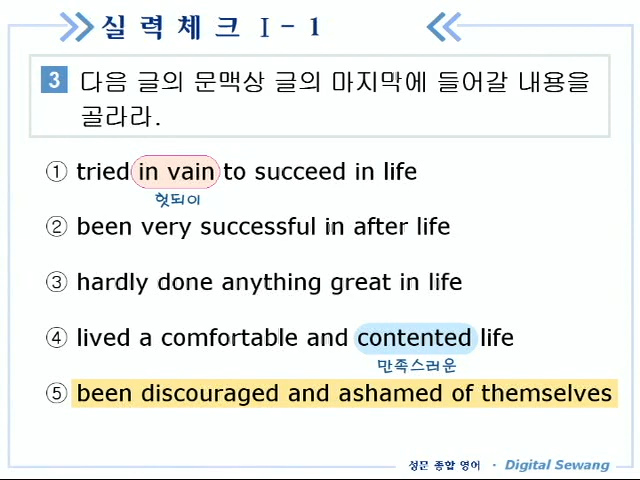 실력체크 I - 1
3 다음 글의 문맥상 글의 마지막에 들어갈 내용을
골라라.
① tried in vain to succeed in life
헛되이
② been very successful in after life
③ hardly done anything great in life
④ lived a comfortable and contented life
만족스러운
⑤ been discouraged and ashamed of themselves
성문 종합 영어 · Digital Sewang